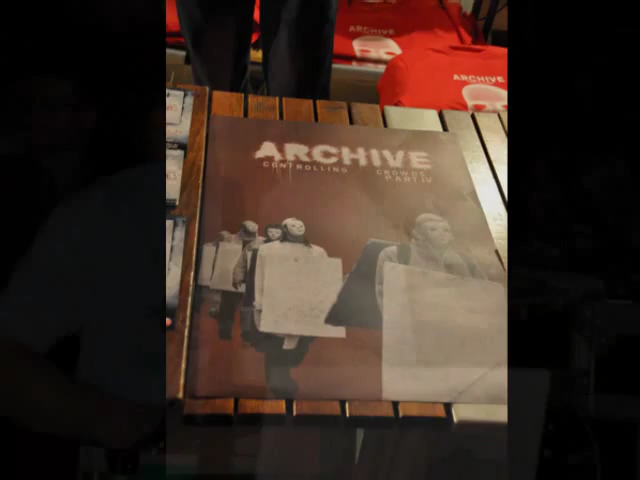 ARCHIVE
ARCHIVE
ARCHIVE
CONTROLLING CROWDS
PART IV